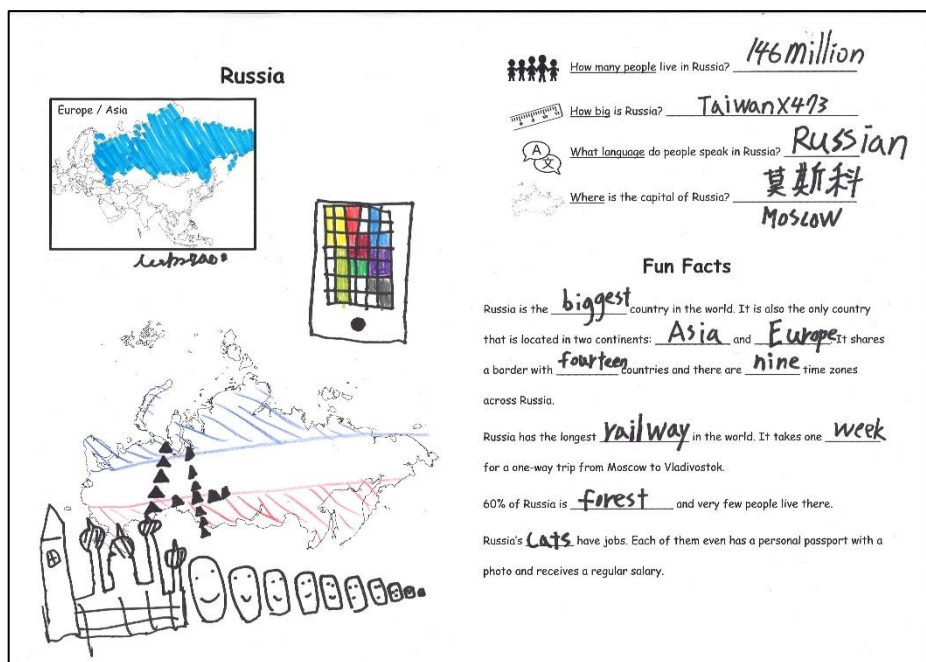 Russia
Europe / Asia
How many people live in Russia? 146 Million
How big is Russia? TaiwanX473
A
文
What language do people speak in Russia? Russian
Where is the capital of Russia? 莫斯科
Moscow
Fun Facts
Russia is the biggest country in the world. It is also the only country
that is located in two continents: Asia and Europe. It shares
a border with fourteen countries and there are nine time zones
across Russia.
Russia has the longest railway in the world. It takes one week
for a one-way trip from Moscow to Vladivostok.
60% of Russia is forest and very few people live there.
Russia's cats have jobs. Each of them even has a personal passport with a
photo and receives a regular salary.